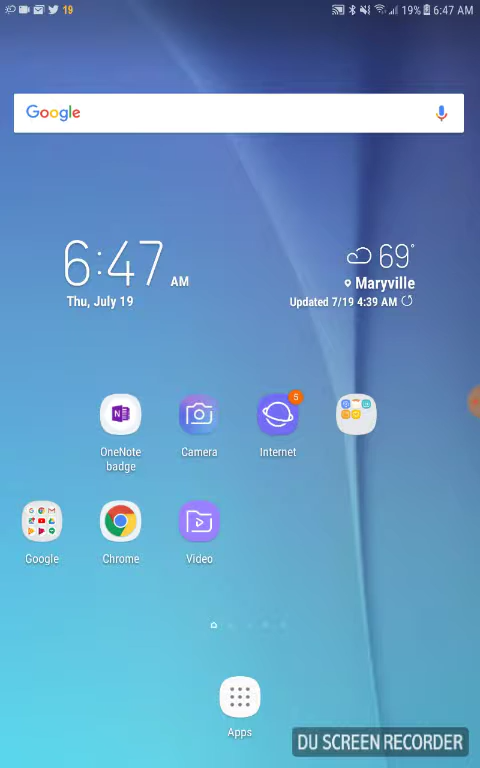 19 19% 6:47 AM
Google
6:47 AM
69°
Maryville
Thu, July 19
Updated 7/19 4:39 AM
5
OneNote badge
Camera
Internet
Google
Chrome
Video
Apps
DU SCREEN RECORDER